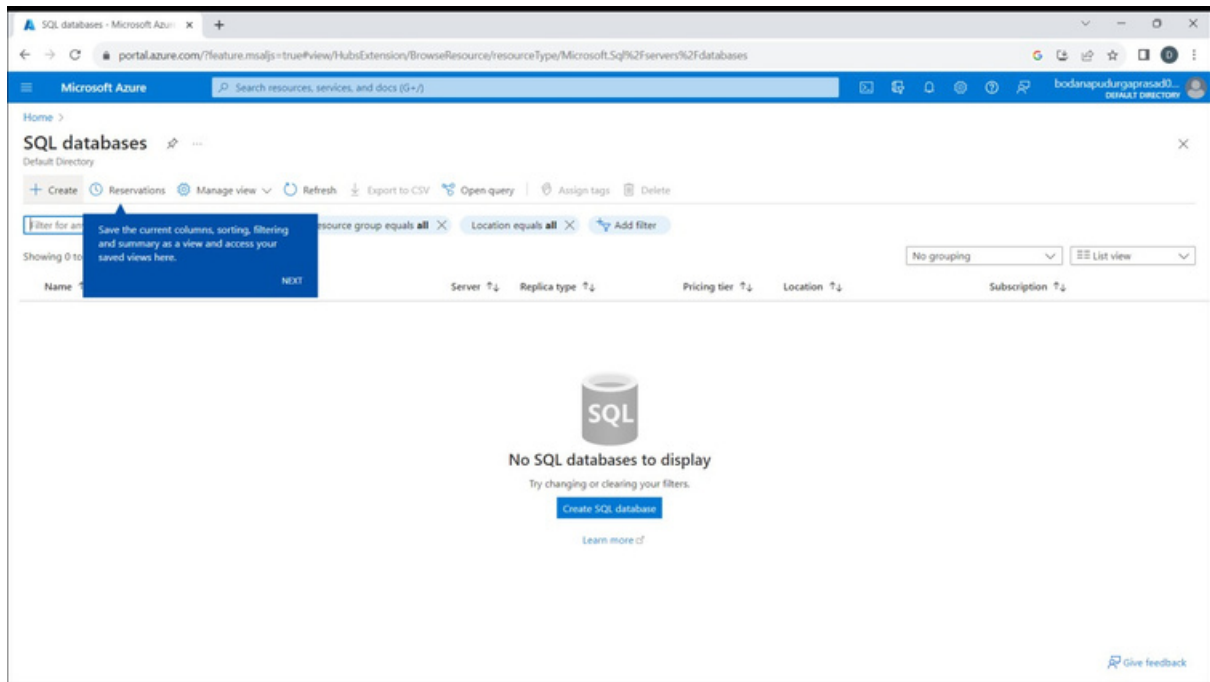 SQL databases - Microsoft Azur
portal.azure.com/?feature.msaljs=true#view/HubsExtension/BrowseResource/resourceType/Microsoft.Sql%2Fservers%2Fdatabases
G
D
Microsoft Azure
Search resources, services, and docs (G+/)
bodanapudurgaprasad0...
DEFAULT DIRECTORY
Home >
SQL databases
Default Directory
Create Reservations Manage view Refresh Export to CSV Open query Assign tags Delete
Filter for an
esource group equals all
Location equals all
Add filter
Save the current columns, sorting, filtering
and summary as a view and access your
saved views here.
NEXT
Showing 0 to
No grouping
List view
Name Server Replica type Pricing tier Location Subscription
SQL
No SQL databases to display
Try changing or clearing your filters.
Create SQL database
Learn more
Give feedback